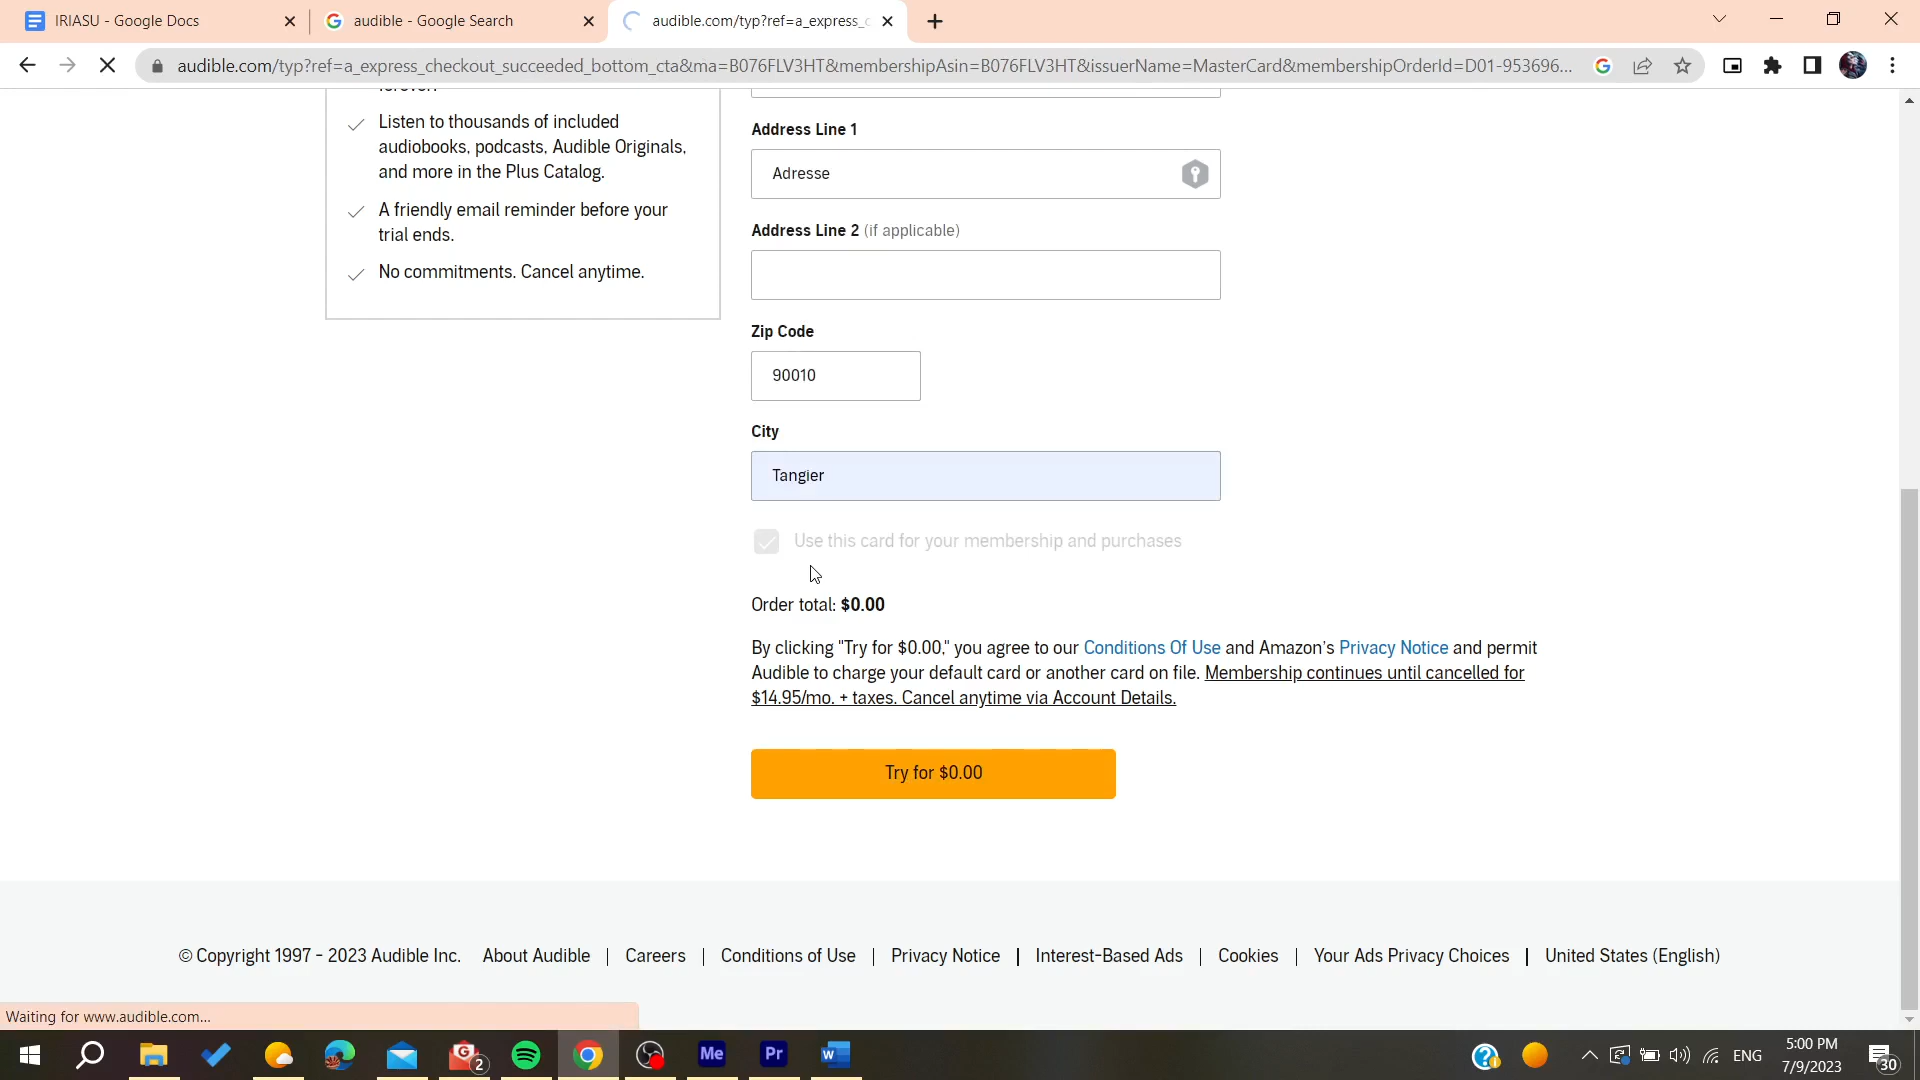 IRIASU - Google Docs
audible - Google Search
audible.com/typ?ref=a_express_c
audible.com/typ?ref=a_express_checkout_succeeded_bottom_cta&ma=B076FLV3HT&membershipAsin=B076FLV3HT&issuerName=MasterCard&membershipOrderId=D01-953696...
Listen to thousands of included
audiobooks, podcasts, Audible Originals,
and more in the Plus Catalog.
A friendly email reminder before your
trial ends.
No commitments. Cancel anytime.
Address Line 1
Adresse
Address Line 2 (if applicable)
Zip Code
90010
City
Tangier
Use this card for your membership and purchases
Order total: $0.00
By clicking "Try for $0.00," you agree to our Conditions Of Use and Amazon's Privacy Notice and permit
Audible to charge your default card or another card on file. Membership continues until cancelled for
$14.95/mo. + taxes. Cancel anytime via Account Details.
Try for $0.00
© Copyright 1997 - 2023 Audible Inc. About Audible | Careers | Conditions of Use | Privacy Notice | Interest-Based Ads | Cookies | Your Ads Privacy Choices | United States (English)
Waiting for www.audible.com...
2
Me
Pr
W
ENG
5:00 PM
7/9/2023
30